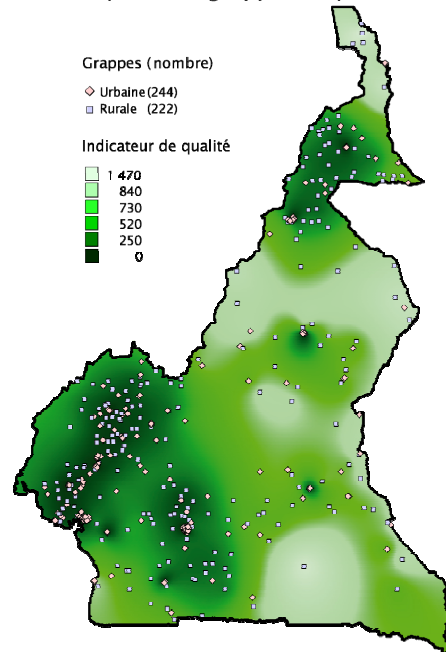 Grappes (nombre)
Urbaine (244)
Rurale (222)
Indicateur de qualité
1 470
840
730
520
250
0